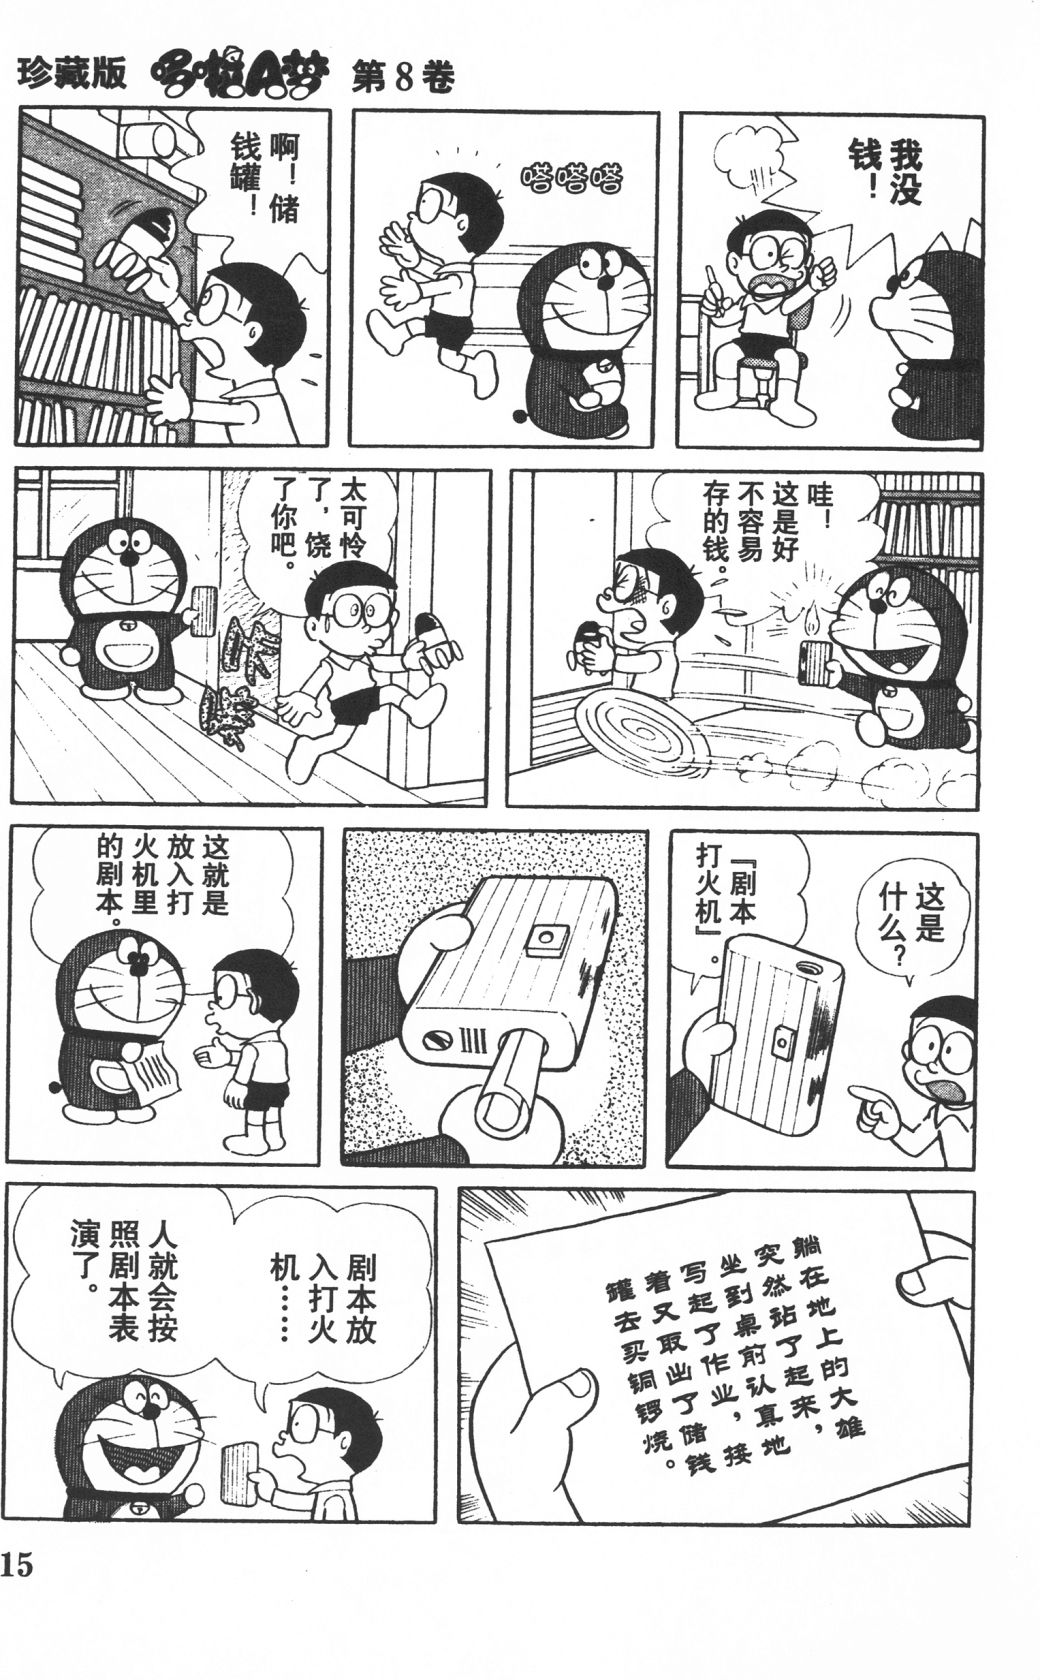 珍藏版 哆啦A梦 第8卷
我没
钱！
嗒嗒嗒
啊！储
钱罐！
哇！
这是好
不容易
存的钱。
太可怜
了，饶
了你吧。
这是
什么？
『剧本
打火机』。
这就是
放入打
火机里
的剧本。
躺在地上的大雄
突然站了起来，
坐到桌前认真地
写起了作业，接
着又取出了储钱
罐去买铜锣烧。
剧本放
入打火
机……
人就会按
照剧本表
演了。
15